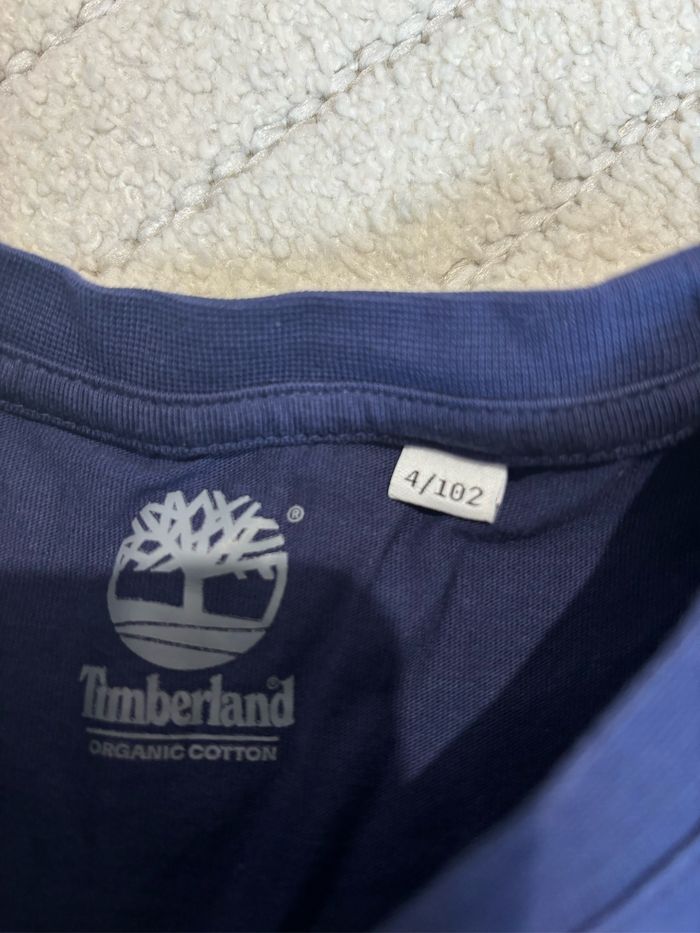 4/102
®
Timberland®
ORGANIC COTTON